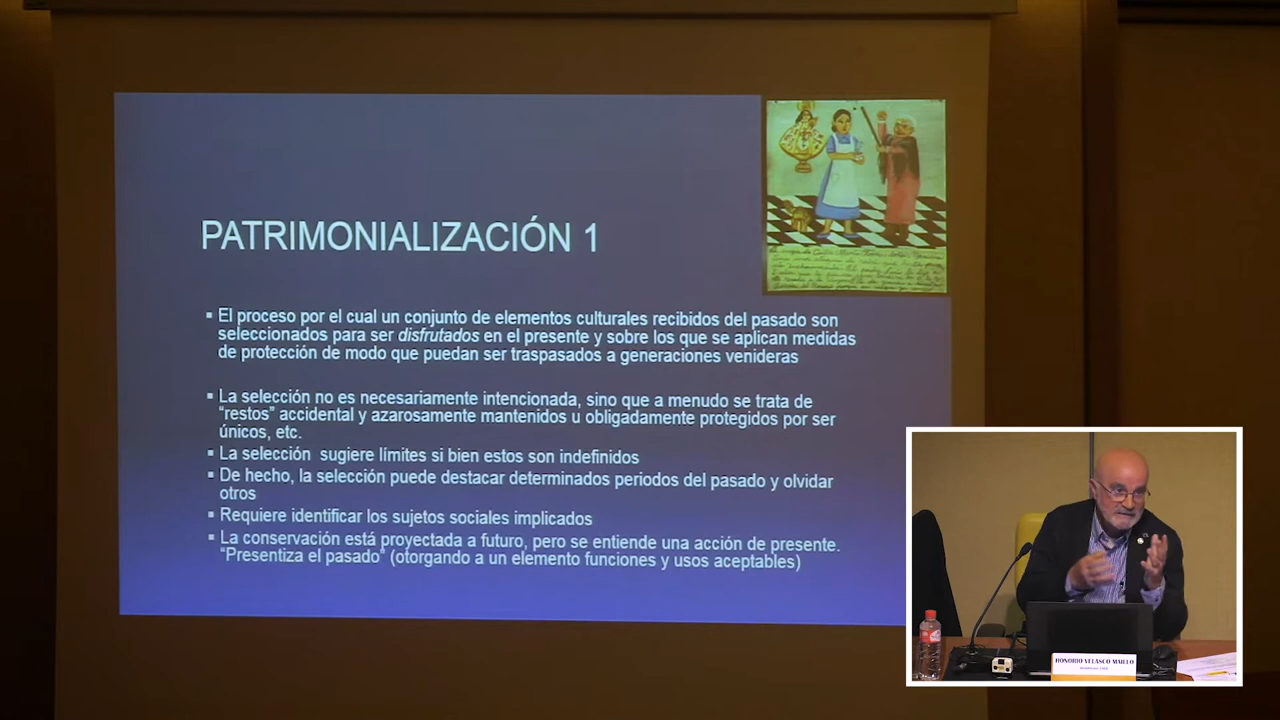 PATRIMONIALIZACIÓN 1
▪ El proceso por el cual un conjunto de elementos culturales recibidos del pasado son
seleccionados para ser disfrutados en el presente y sobre los que se aplican medidas
de protección de modo que puedan ser traspasados a generaciones venideras
▪ La selección no es necesariamente intencionada, sino que a menudo se trata de
“restos” accidental y azarosamente mantenidos u obligadamente protegidos por ser
únicos, etc.
▪ La selección sugiere límites si bien estos son indefinidos
▪ De hecho, la selección puede destacar determinados periodos del pasado y olvidar
otros
▪ Requiere identificar los sujetos sociales implicados
▪ La conservación está proyectada a futuro, pero se entiende una acción de presente.
“Presentiza el pasado” (otorgando a un elemento funciones y usos aceptables)
HONORIO VELASCO MAILLO